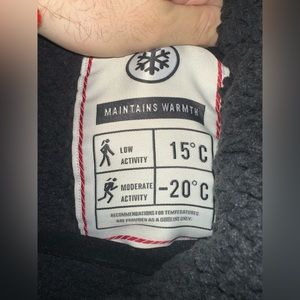 MAINTAINS WARMTH
LOW
ACTIVITY
15°C
MODERATE
ACTIVITY
-20°C
RECOMMENDATIONS FOR TEMPERATURES
ARE PROVIDED AS A GUIDELINE ONLY.